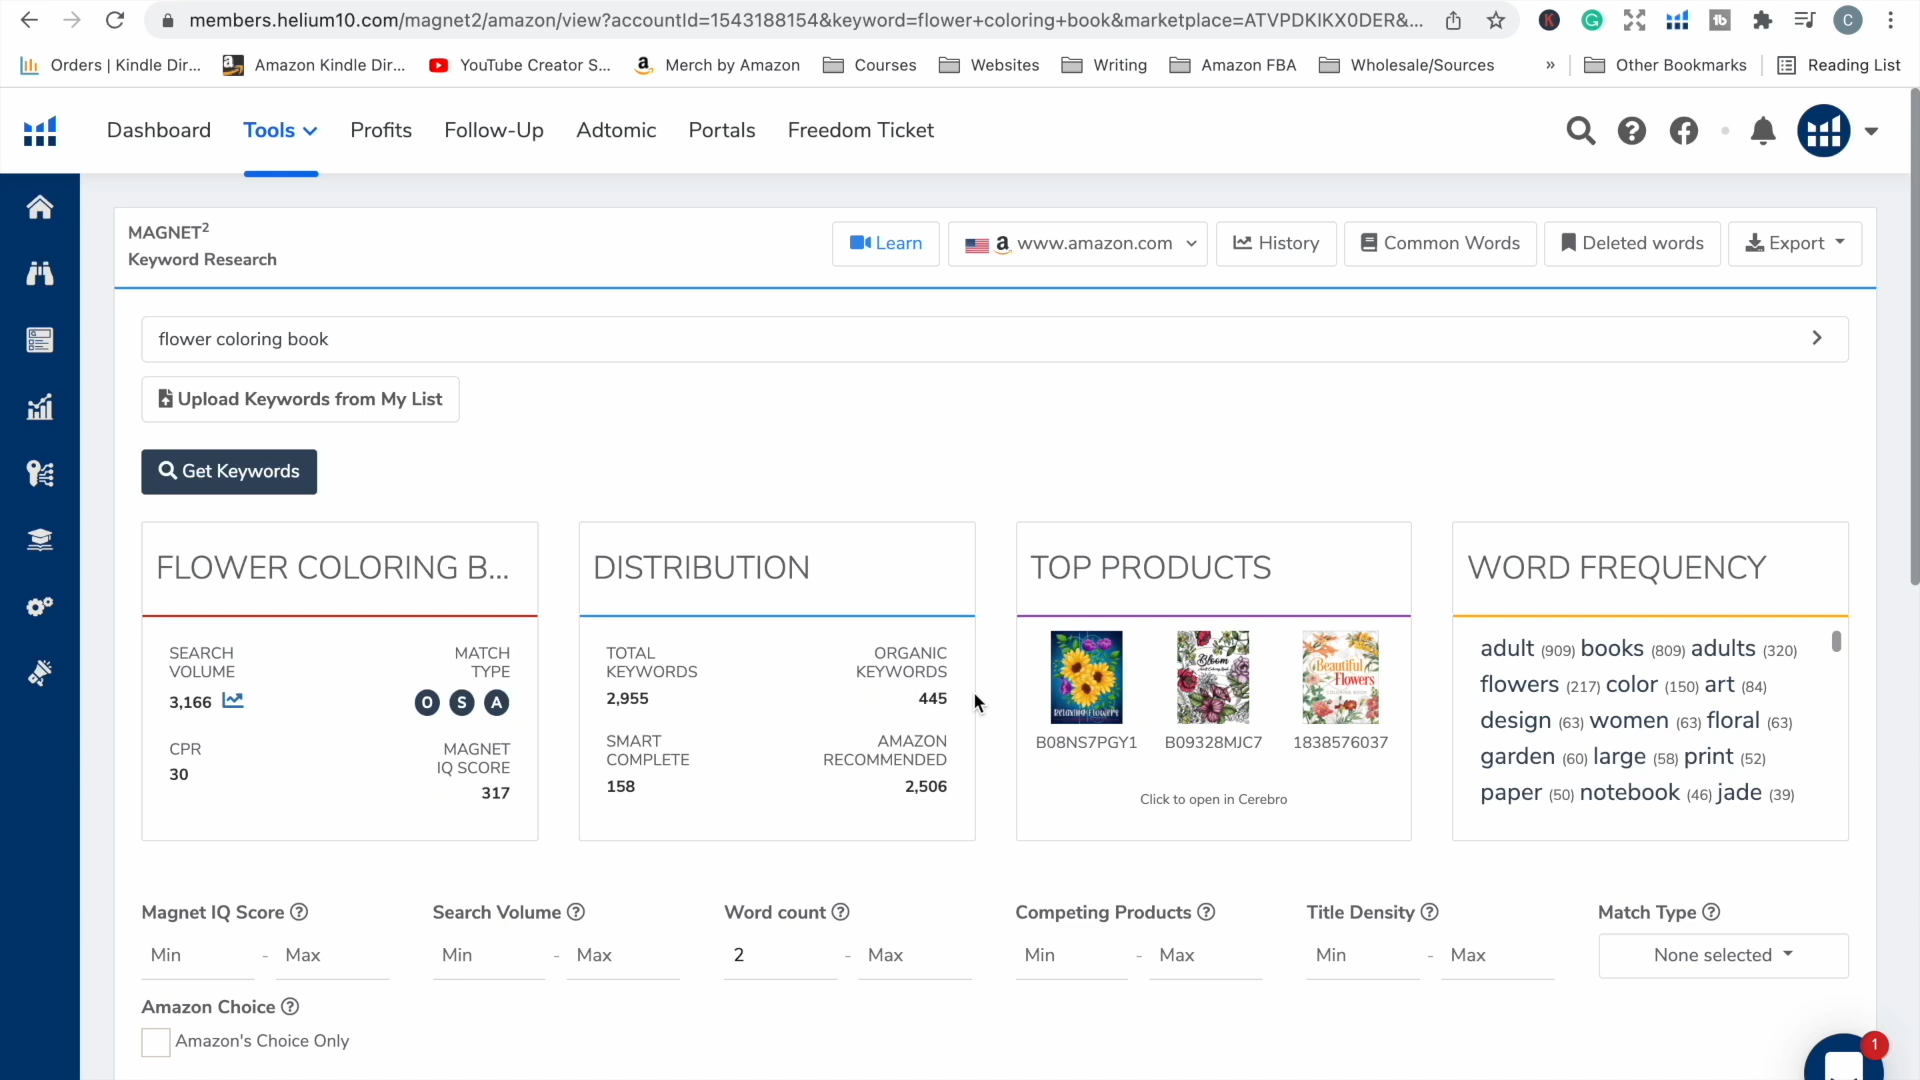 members.helium10.com/magnet2/amazon/view?accountId=1543188154&keyword=flower+coloring+book&marketplace=ATVPDKIKX0DER&...
Orders | Kindle Dir... Amazon Kindle Dir... YouTube Creator S... Merch by Amazon Courses Websites Writing Amazon FBA Wholesale/Sources » Other Bookmarks Reading List
Dashboard Tools Profits Follow-Up Adtomic Portals Freedom Ticket
MAGNET2
Keyword Research
Learn www.amazon.com History Common Words Deleted words Export
flower coloring book
Upload Keywords from My List
Get Keywords
FLOWER COLORING B...
SEARCH VOLUME
3,166
MATCH TYPE
O S A
CPR
30
MAGNET IQ SCORE
317
DISTRIBUTION
TOTAL KEYWORDS
2,955
ORGANIC KEYWORDS
445
SMART COMPLETE
158
AMAZON RECOMMENDED
2,506
TOP PRODUCTS
RELAXING FLOWERS
Bloom
Beautiful Flowers
B08NS7PGY1 B09328MJC7 1838576037
Click to open in Cerebro
WORD FREQUENCY
adult (909) books (809) adults (320)
flowers (217) color (150) art (84)
design (63) women (63) floral (63)
garden (60) large (58) print (52)
paper (50) notebook (46) jade (39)
Magnet IQ Score Search Volume Word count Competing Products Title Density Match Type
Min - Max Min - Max 2 - Max Min - Max Min - Max None selected
Amazon Choice
Amazon's Choice Only
1